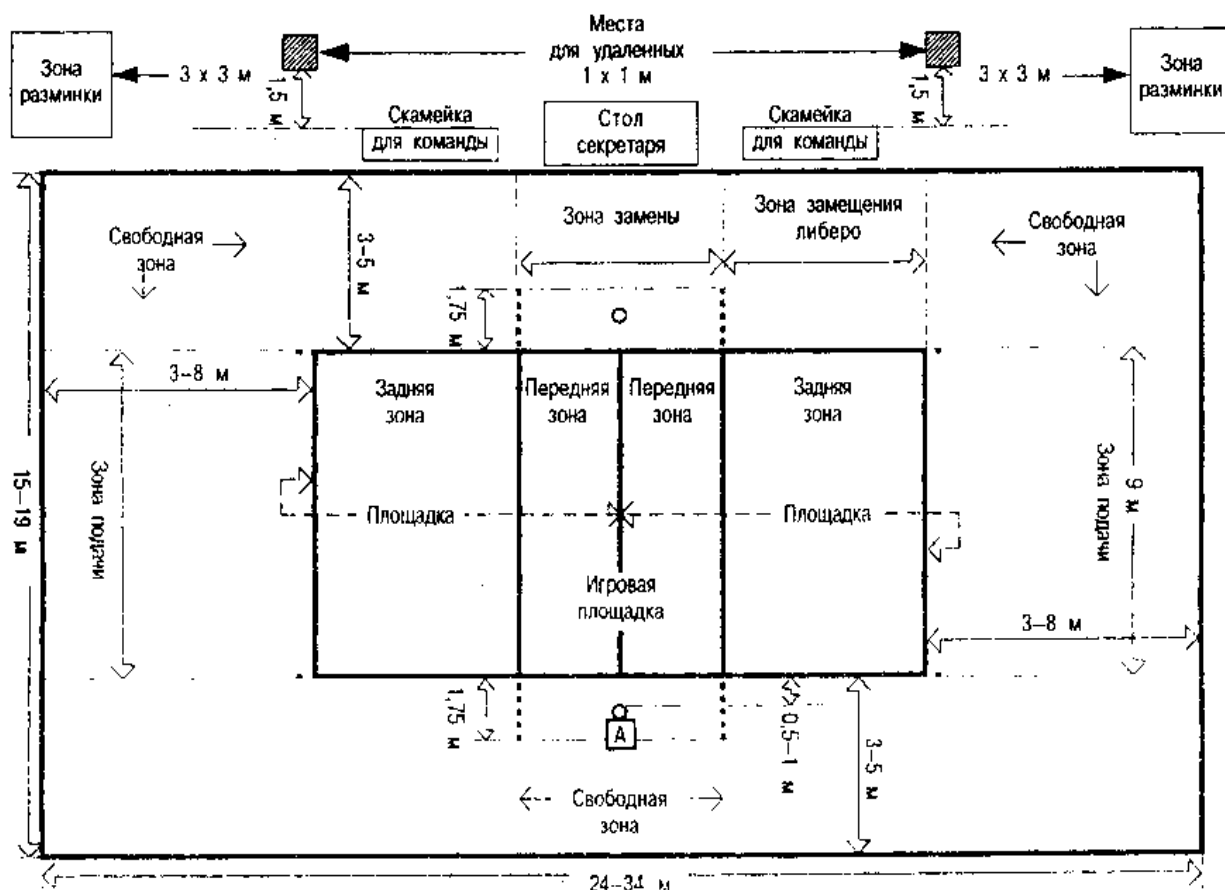 Места
для удаленных
1 x 1 м
Зона
разминки
3 x 3 м
1,5 м
3 x 3 м
1,5 м
Зона
разминки
Скамейка
для команды
Стол
секретаря
Скамейка
для команды
Свободная
зона
3–5 м
Зона замены
Зона замещения
либеро
Свободная
зона
1,75 м
3–8 м
Задняя
зона
Передняя
зона
Передняя
зона
Задняя
зона
15–19 м
Зона подачи
Площадка
Площадка
Зона подачи
9 м
Игровая
площадка
3–8 м
1,75 м
А
0,5–1 м
3–5 м
Свободная
зона
24–34 м